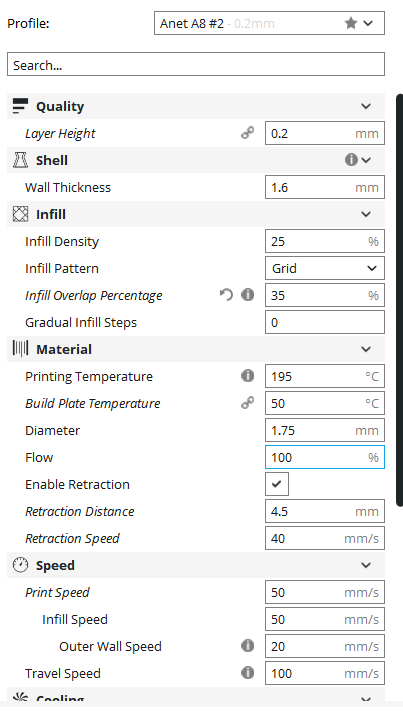 Profile: Anet A8 #2 - 0.2mm
Search...
Quality
Layer Height 0.2 mm
Shell
Wall Thickness 1.6 mm
Infill
Infill Density 25 %
Infill Pattern Grid
Infill Overlap Percentage 35 %
Gradual Infill Steps 0
Material
Printing Temperature 195 °C
Build Plate Temperature 50 °C
Diameter 1.75 mm
Flow 100 %
Enable Retraction
Retraction Distance 4.5 mm
Retraction Speed 40 mm/s
Speed
Print Speed 50 mm/s
Infill Speed 50 mm/s
Outer Wall Speed 20 mm/s
Travel Speed 100 mm/s
Cooling